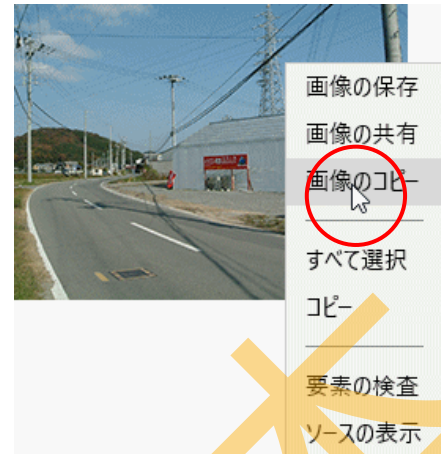 画像の保存
画像の共有
画像のコピー
すべて選択
コピー
要素の検査
ソースの表示